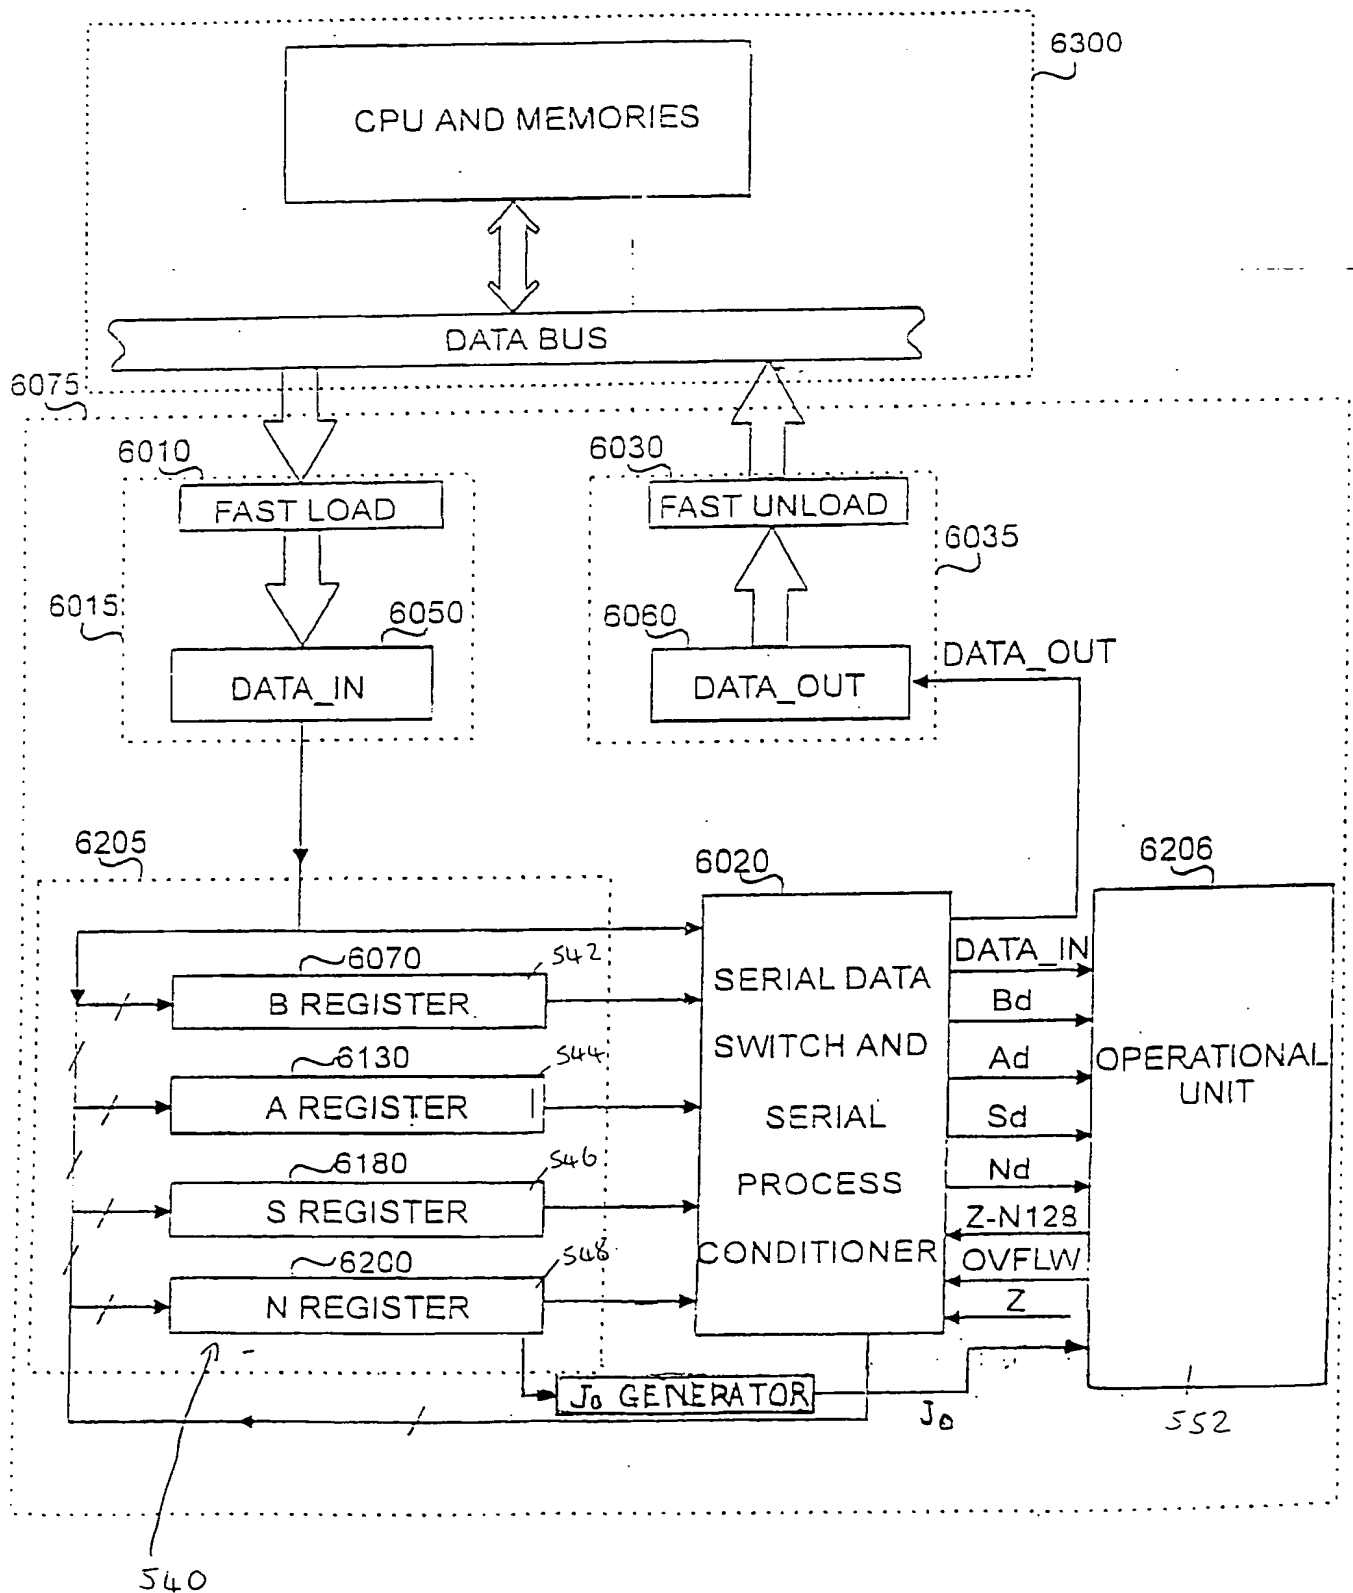 6300
CPU AND MEMORIES
DATA BUS
6075
6010
FAST LOAD
6030
FAST UNLOAD
6035
6015
6050
DATA_IN
6060
DATA_OUT
DATA_OUT
6205
6020
6206
6070
542
B REGISTER
6130
544
A REGISTER
6180
546
S REGISTER
6200
548
N REGISTER
SERIAL DATA
SWITCH AND
SERIAL
PROCESS
CONDITIONER
DATA_IN
Bd
Ad
Sd
Nd
Z-N128
OVFLW
Z
OPERATIONAL
UNIT
J0 GENERATOR
J0
552
540